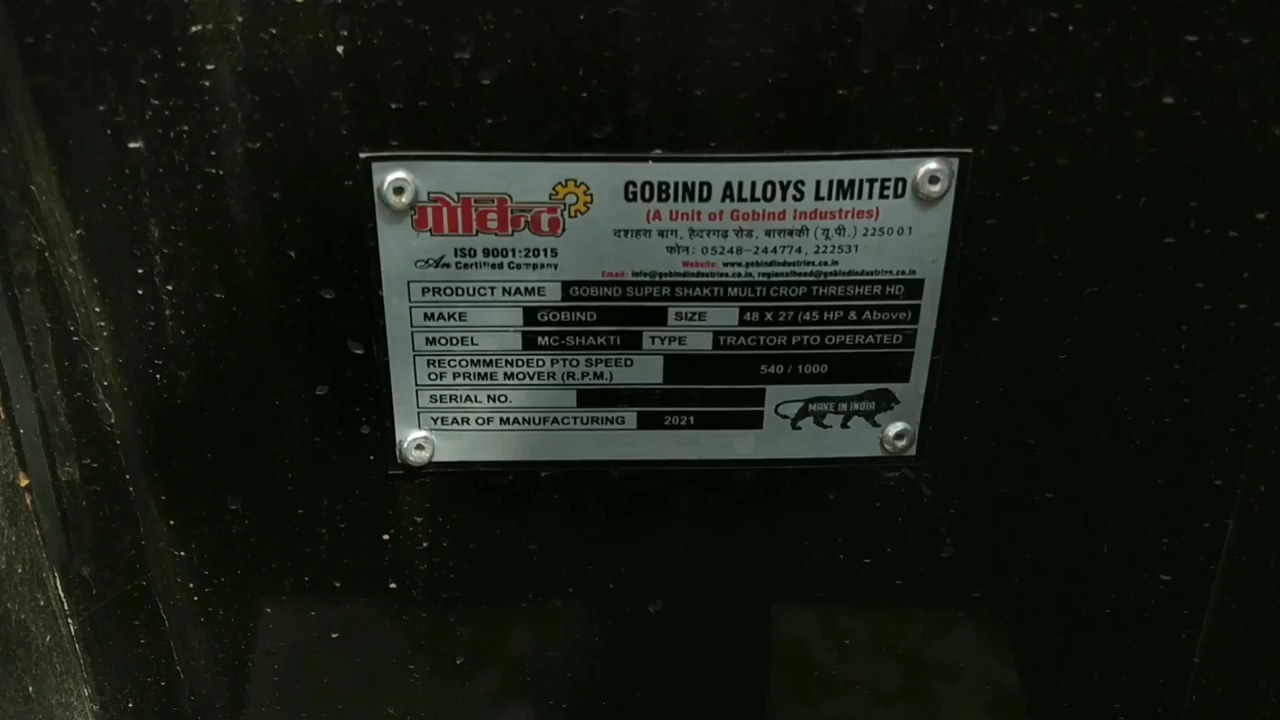 गोविन्द
ISO 9001:2015
An Certified Company
GOBIND ALLOYS LIMITED
(A Unit of Gobind Industries)
दशहरा बाग, हैदरगढ़ रोड, बाराबंकी (यू.पी.) 225001
फोन: 05248-244774, 222531
Website: www.gobindindustries.co.in
Email: info@gobindindustries.co.in, regionalhead@gobindindustries.co.in
PRODUCT NAME GOBIND SUPER SHAKTI MULTI CROP THRESHER HD
MAKE GOBIND SIZE 48 X 27 (45 HP & Above)
MODEL MC-SHAKTI TYPE TRACTOR PTO OPERATED
RECOMMENDED PTO SPEED
OF PRIME MOVER (R.P.M.) 540 / 1000
SERIAL NO.
MAKE IN INDIA
YEAR OF MANUFACTURING 2021